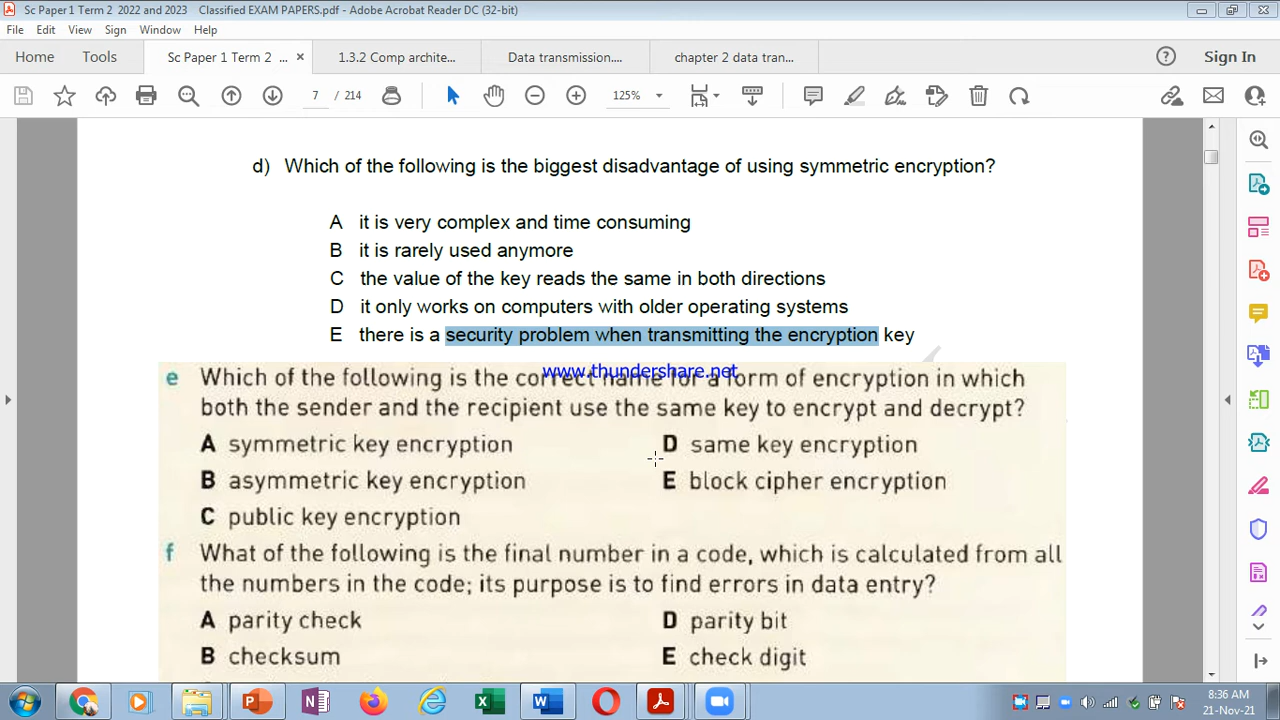 Sc Paper 1 Term 2 2022 and 2023 Classified EXAM PAPERS.pdf - Adobe Acrobat Reader DC (32-bit)
File Edit View Sign Window Help
Home Tools Sc Paper 1 Term 2 ... × 1.3.2 Comp archite... Data transmission.... chapter 2 data tran... Sign In
7 / 214 125%
d) Which of the following is the biggest disadvantage of using symmetric encryption?
A it is very complex and time consuming
B it is rarely used anymore
C the value of the key reads the same in both directions
D it only works on computers with older operating systems
E there is a security problem when transmitting the encryption key
www.thundershare.net
e Which of the following is the correct name for a form of encryption in which
both the sender and the recipient use the same key to encrypt and decrypt?
A symmetric key encryption
B asymmetric key encryption
C public key encryption
D same key encryption
E block cipher encryption
f What of the following is the final number in a code, which is calculated from all
the numbers in the code; its purpose is to find errors in data entry?
A parity check
B checksum
D parity bit
E check digit
8:36 AM
21-Nov-21